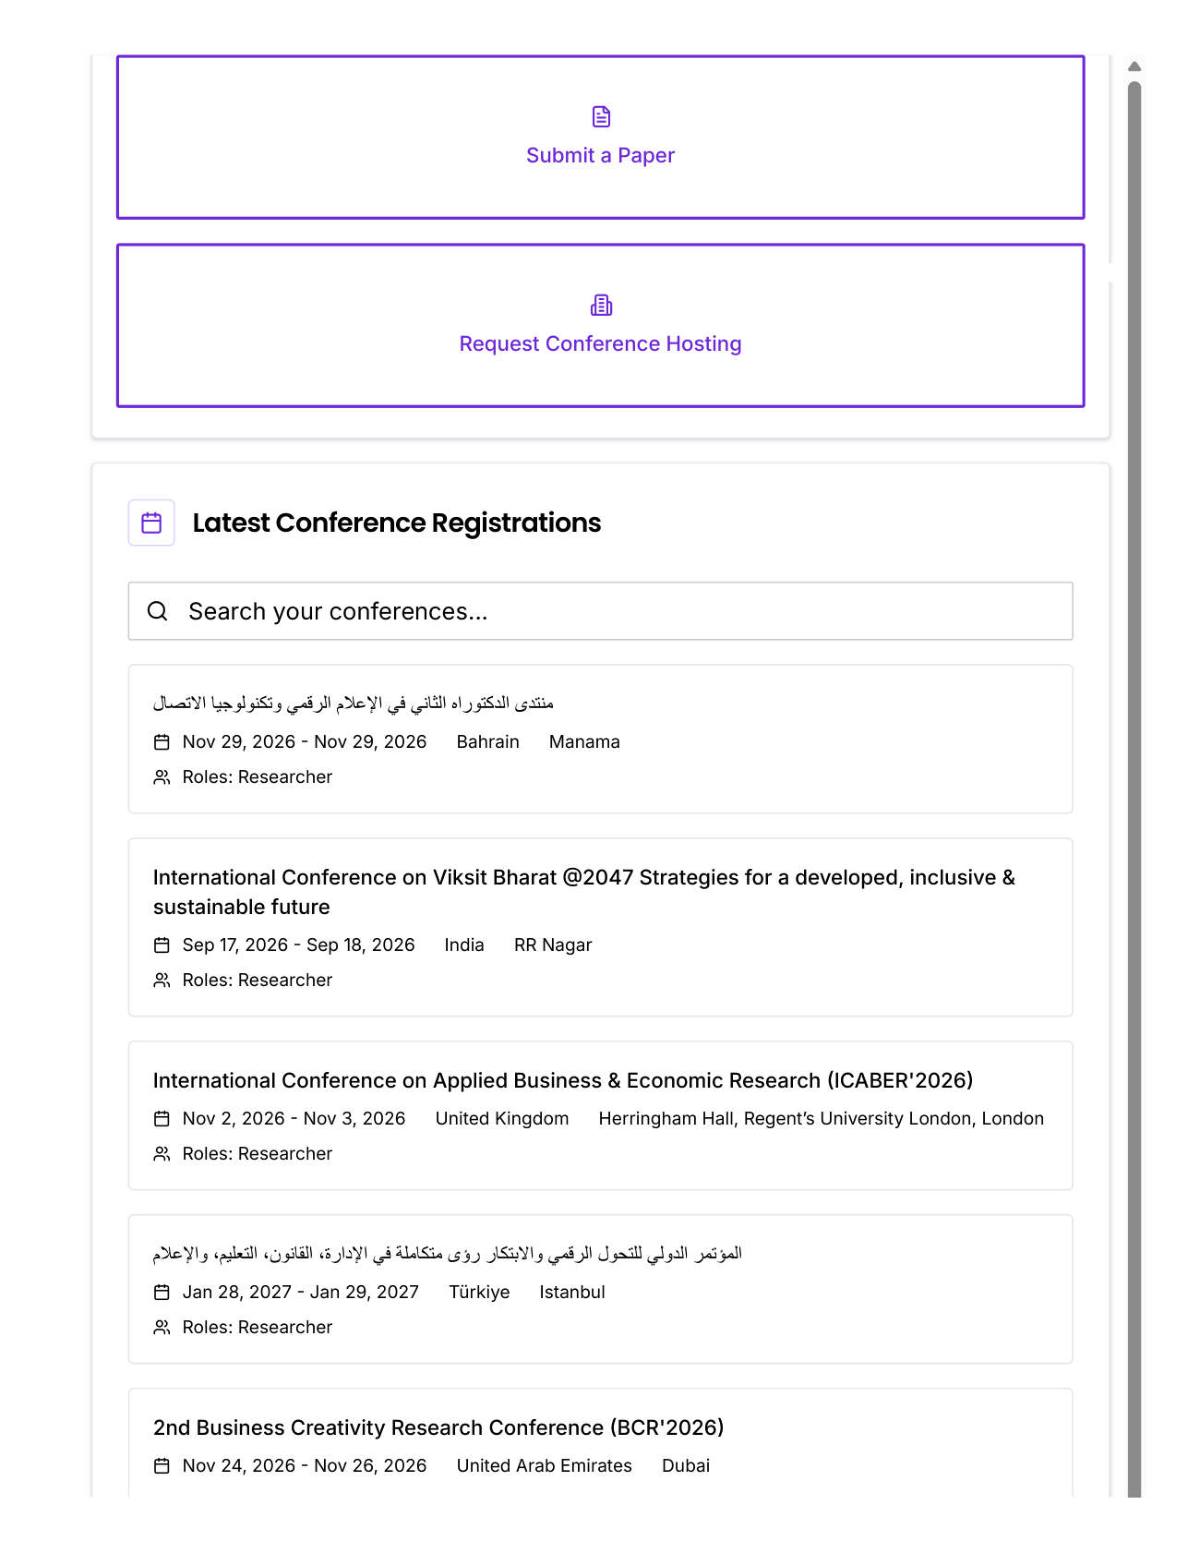 Submit a Paper
Request Conference Hosting
Latest Conference Registrations
Search your conferences...
منتدى الدكتوراه الثاني في الإعلام الرقمي وتكنولوجيا الاتصال
Nov 29, 2026 - Nov 29, 2026 Bahrain Manama
Roles: Researcher
International Conference on Viksit Bharat @2047 Strategies for a developed, inclusive &
sustainable future
Sep 17, 2026 - Sep 18, 2026 India RR Nagar
Roles: Researcher
International Conference on Applied Business & Economic Research (ICABER'2026)
Nov 2, 2026 - Nov 3, 2026 United Kingdom Herringham Hall, Regent’s University London, London
Roles: Researcher
المؤتمر الدولي للتحول الرقمي والابتكار رؤى متكاملة في الإدارة، القانون، التعليم، والإعلام
Jan 28, 2027 - Jan 29, 2027 Türkiye Istanbul
Roles: Researcher
2nd Business Creativity Research Conference (BCR'2026)
Nov 24, 2026 - Nov 26, 2026 United Arab Emirates Dubai